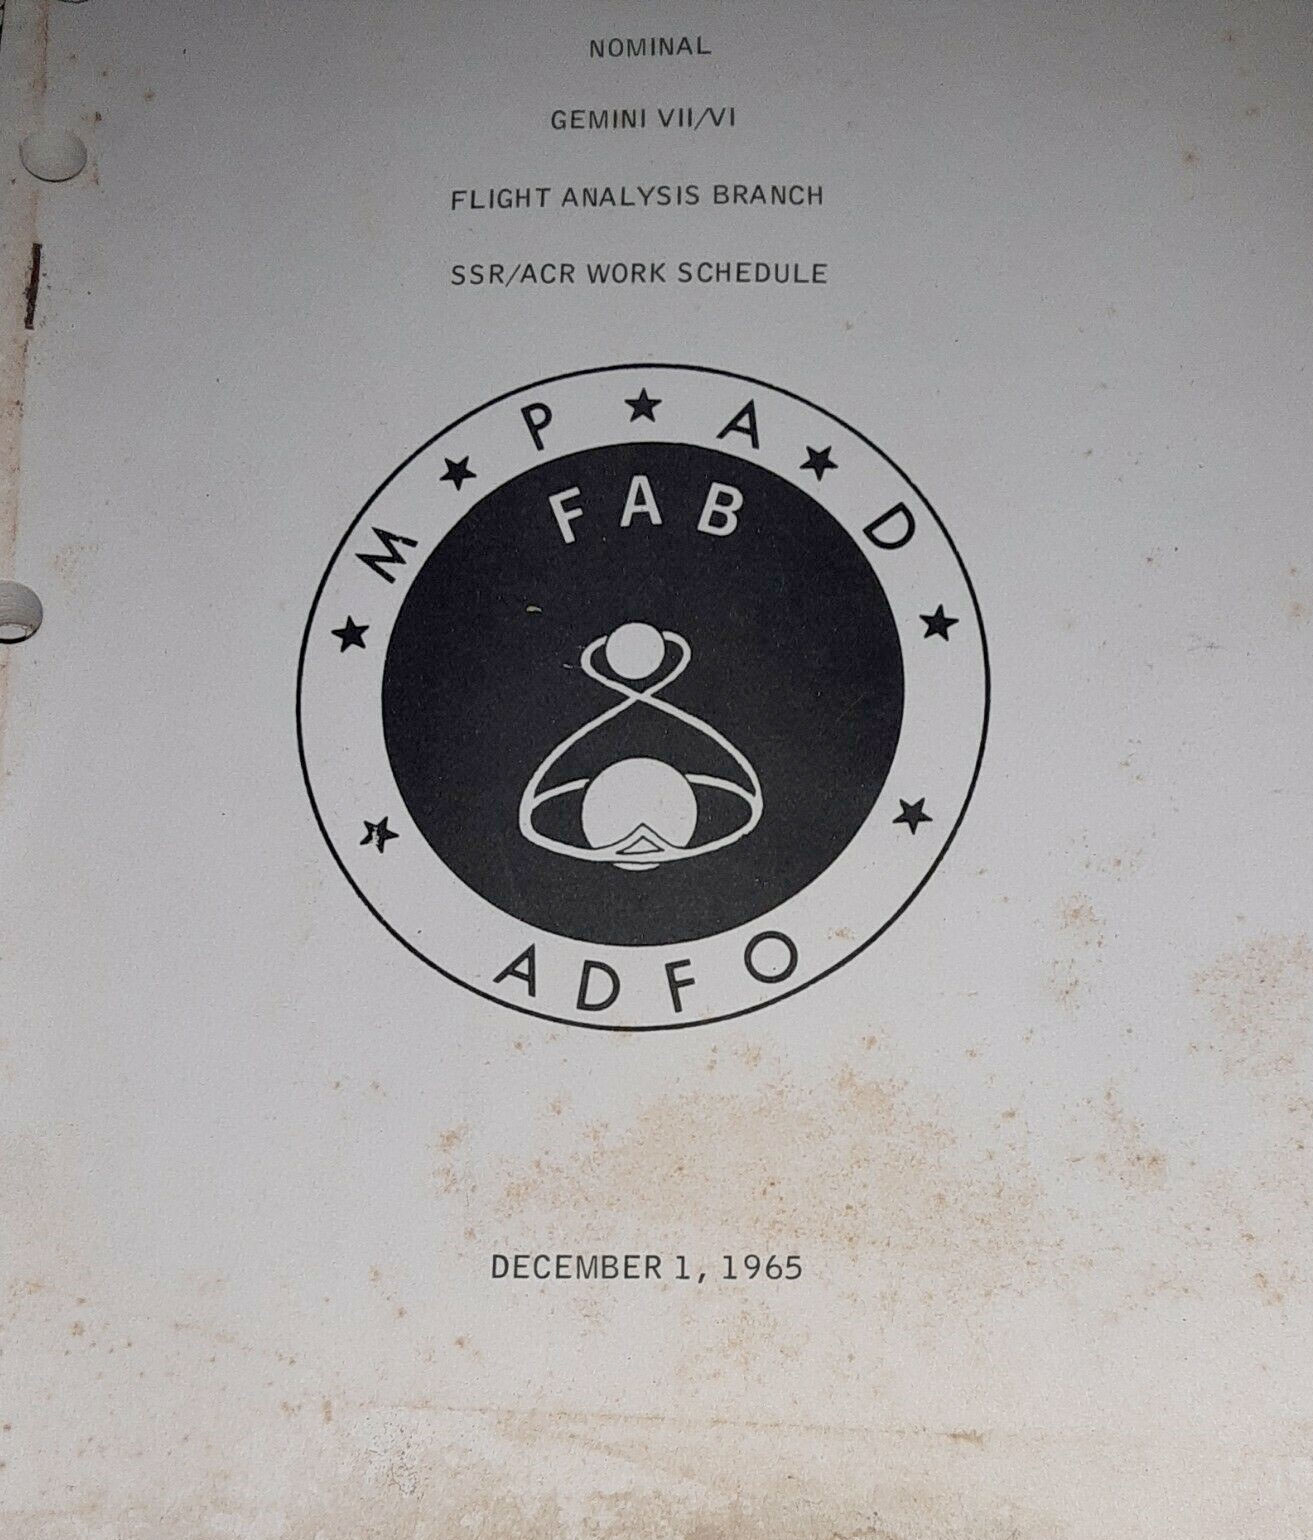 NOMINAL
GEMINI VII/VI
FLIGHT ANALYSIS BRANCH
SSR/ACR WORK SCHEDULE
M ★ P ★ A ★ D
FAB
ADFO
DECEMBER 1, 1965